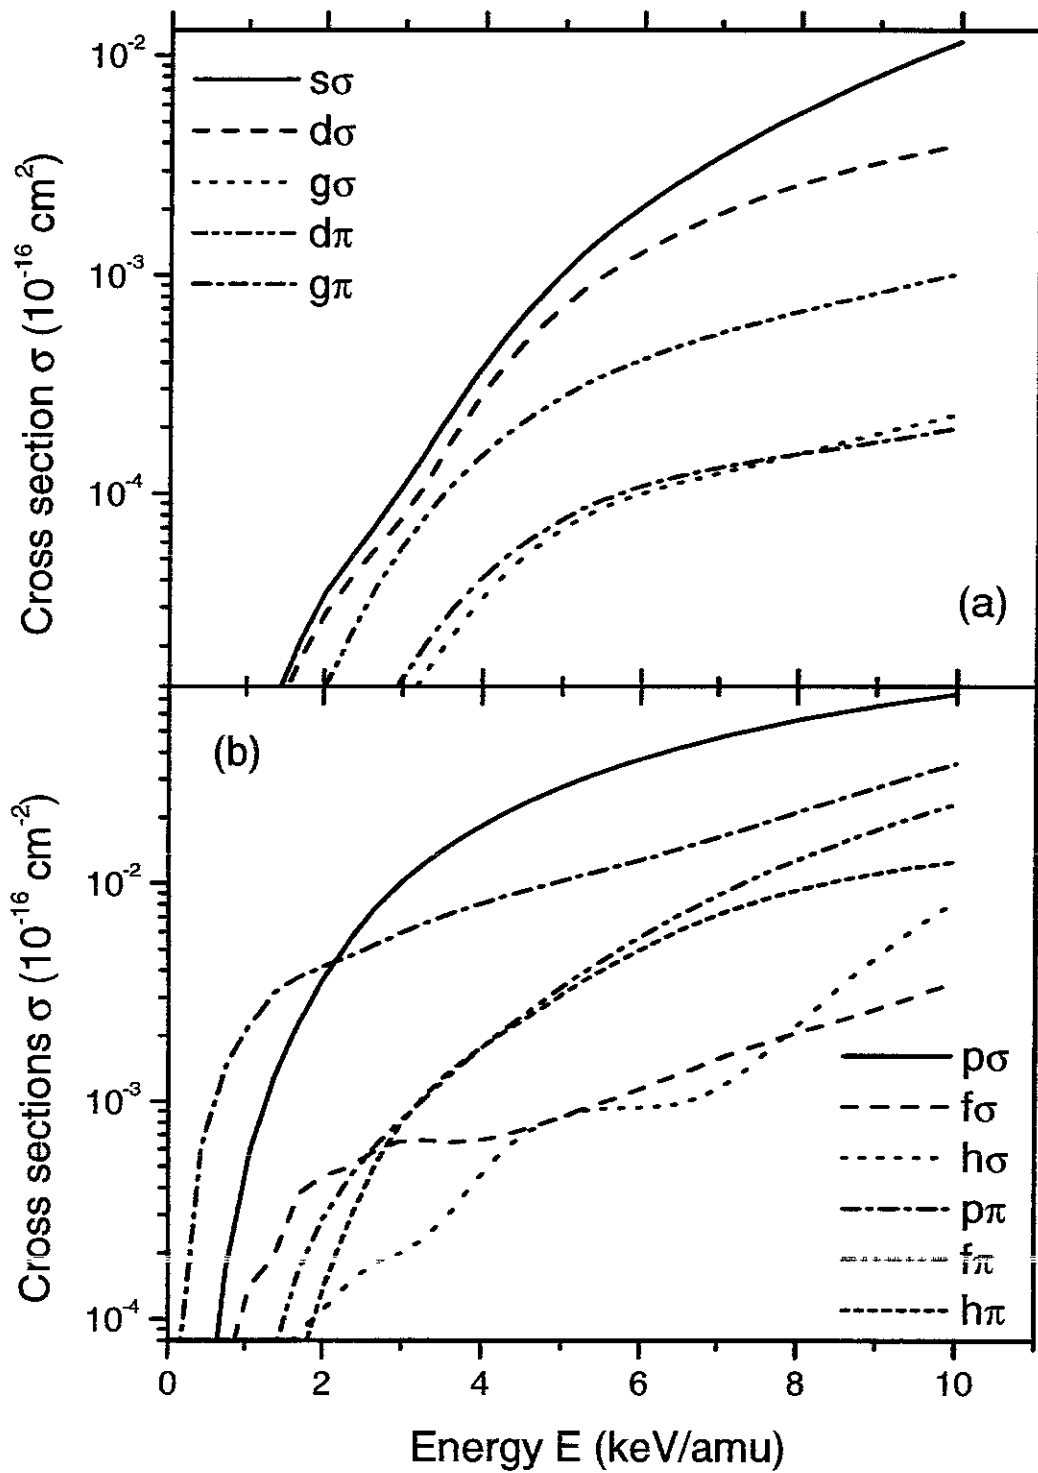 10⁻²
10⁻³
10⁻⁴
Cross section σ (10⁻¹⁶ cm²)
sσ
dσ
gσ
dπ
gπ
(a)
(b)
10⁻²
10⁻³
10⁻⁴
Cross sections σ (10⁻¹⁶ cm⁻²)
pσ
fσ
hσ
pπ
fπ
hπ
0 2 4 6 8 10
Energy E (keV/amu)